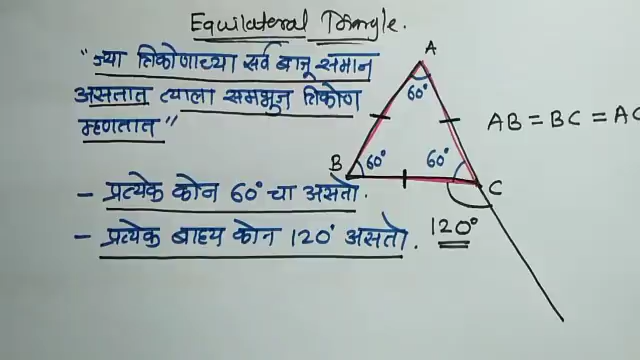 Equilateral Triangle.
"ज्या त्रिकोणाच्या सर्व बाजू समान
असतात त्याला समभुज त्रिकोण
म्हणतात"
- प्रत्येक कोन 60° चा असतो.
- प्रत्येक बाह्य कोन 120° असतो.
A
60°
B
60°
60°
C
120°
AB = BC = AC